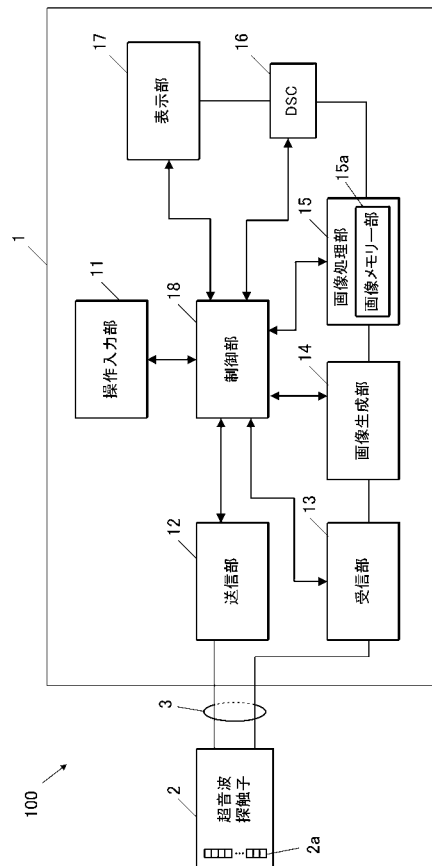 100
1
2
超音波
探触子
2a
3
11
操作入力部
12
送信部
18
制御部
17
表示部
16
DSC
13
受信部
14
画像生成部
15
画像処理部
15a
画像メモリー部